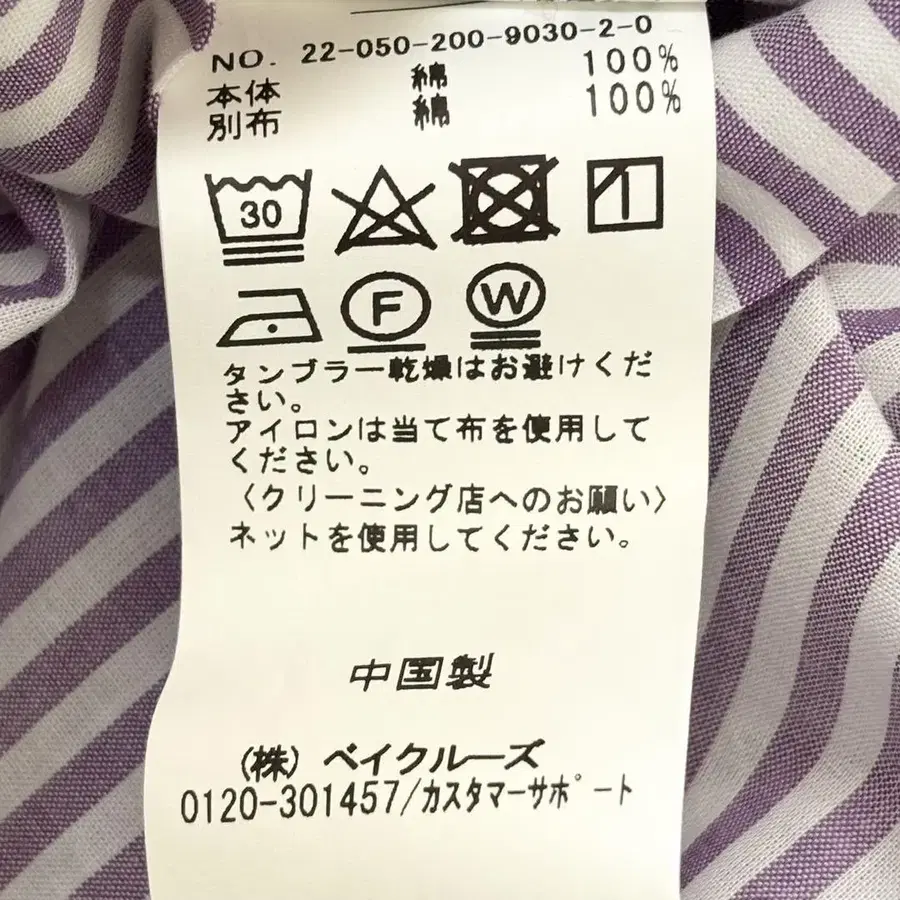 NO. 22-050-200-9030-2-0
本体 綿 100%
別布 綿 100%
30
F W
タンブラー乾燥はお避けくだ
さい。
アイロンは当て布を使用して
ください。
〈クリーニング店へのお願い〉
ネットを使用してください。
中国製
(株) ベイクルーズ
0120-301457/カスタマーサポート